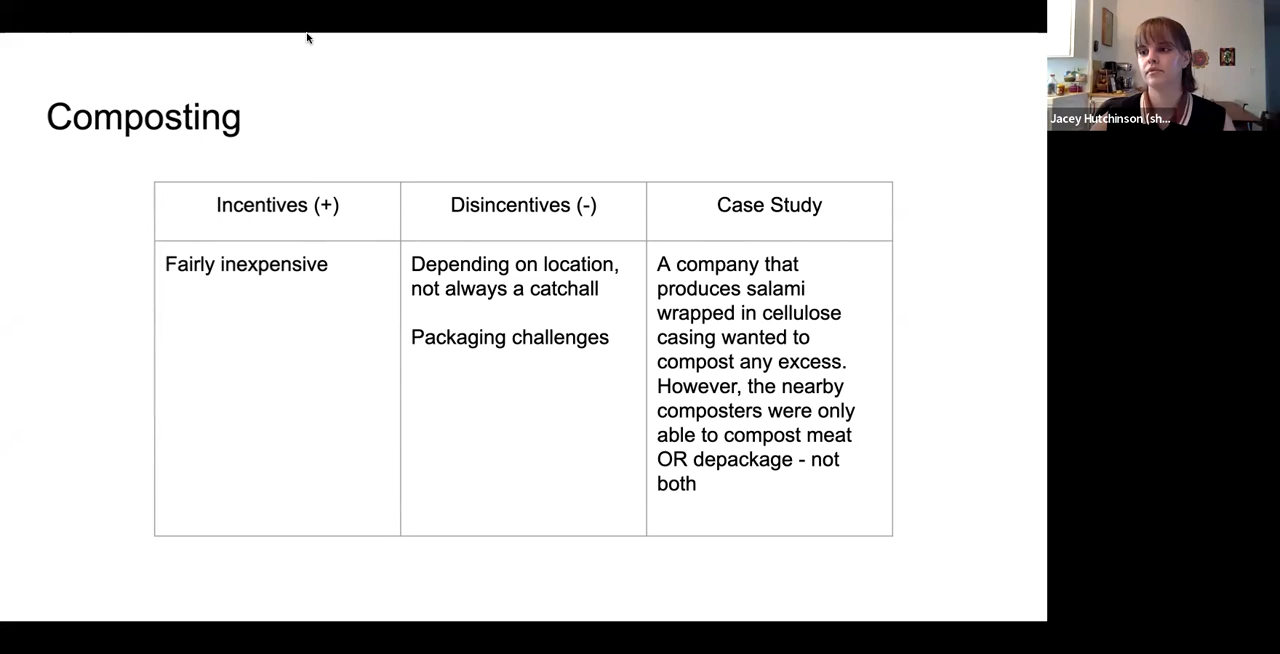 Composting
Incentives (+)
Disincentives (-)
Case Study
Fairly inexpensive
Depending on location,
not always a catchall
Packaging challenges
A company that
produces salami
wrapped in cellulose
casing wanted to
compost any excess.
However, the nearby
composters were only
able to compost meat
OR depackage - not
both
Jacey Hutchinson (sh...